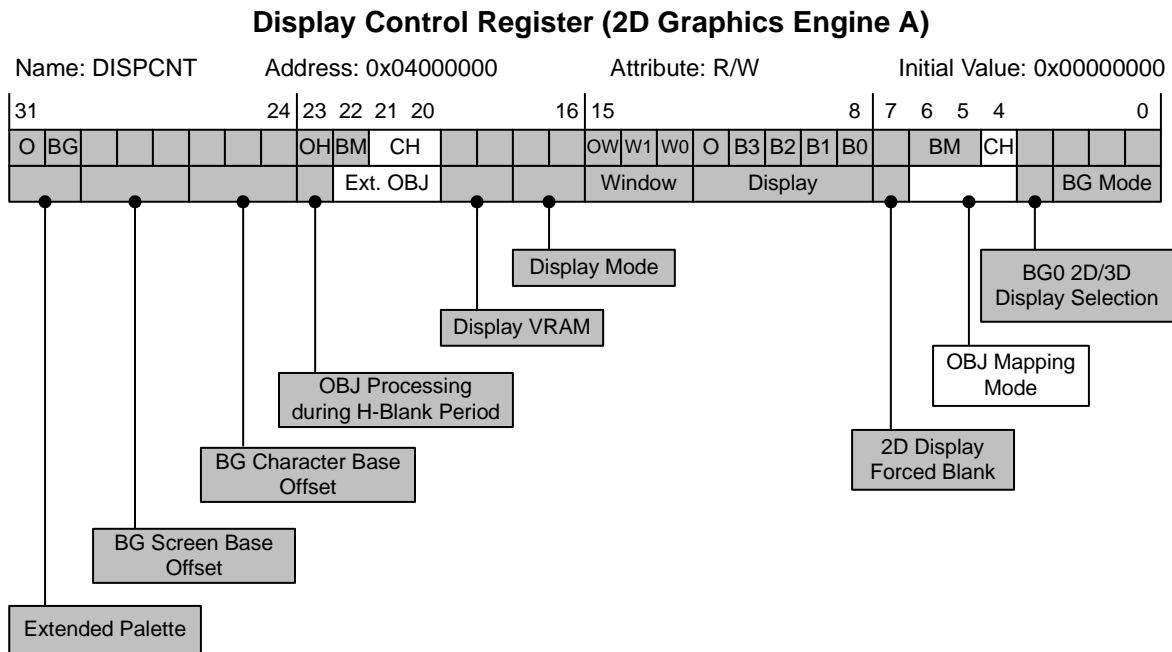 Display Control Register (2D Graphics Engine A)
Name: DISPCNT Address: 0x04000000 Attribute: R/W Initial Value: 0x00000000
31 24 23 22 21 20 16 15 8 7 6 5 4 0
O BG OH BM CH OW W1 W0 O B3 B2 B1 B0 BM CH
Ext. OBJ Window Display BG Mode
Display Mode
BG0 2D/3D
Display Selection
Display VRAM
OBJ Mapping
Mode
OBJ Processing
during H-Blank Period
2D Display
Forced Blank
BG Character Base
Offset
BG Screen Base
Offset
Extended Palette